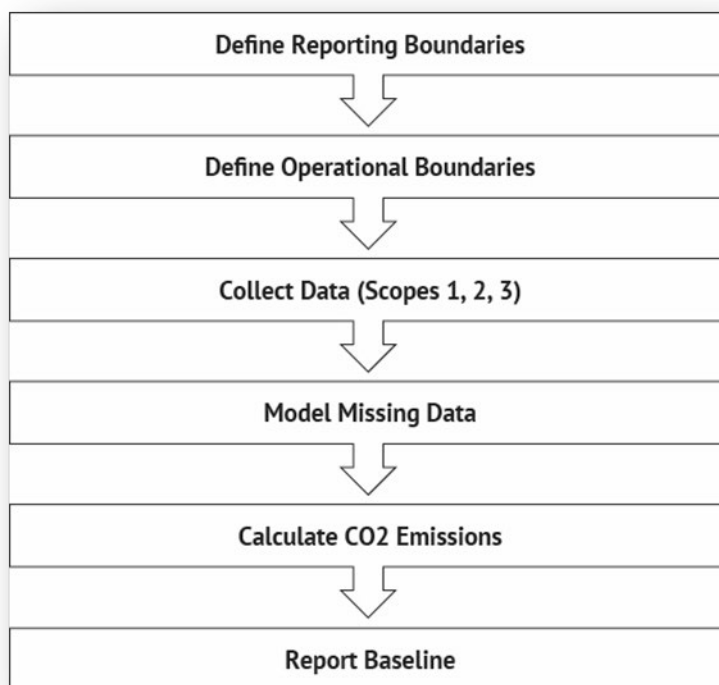 Define Reporting Boundaries
Define Operational Boundaries
Collect Data (Scopes 1, 2, 3)
Model Missing Data
Calculate CO2 Emissions
Report Baseline